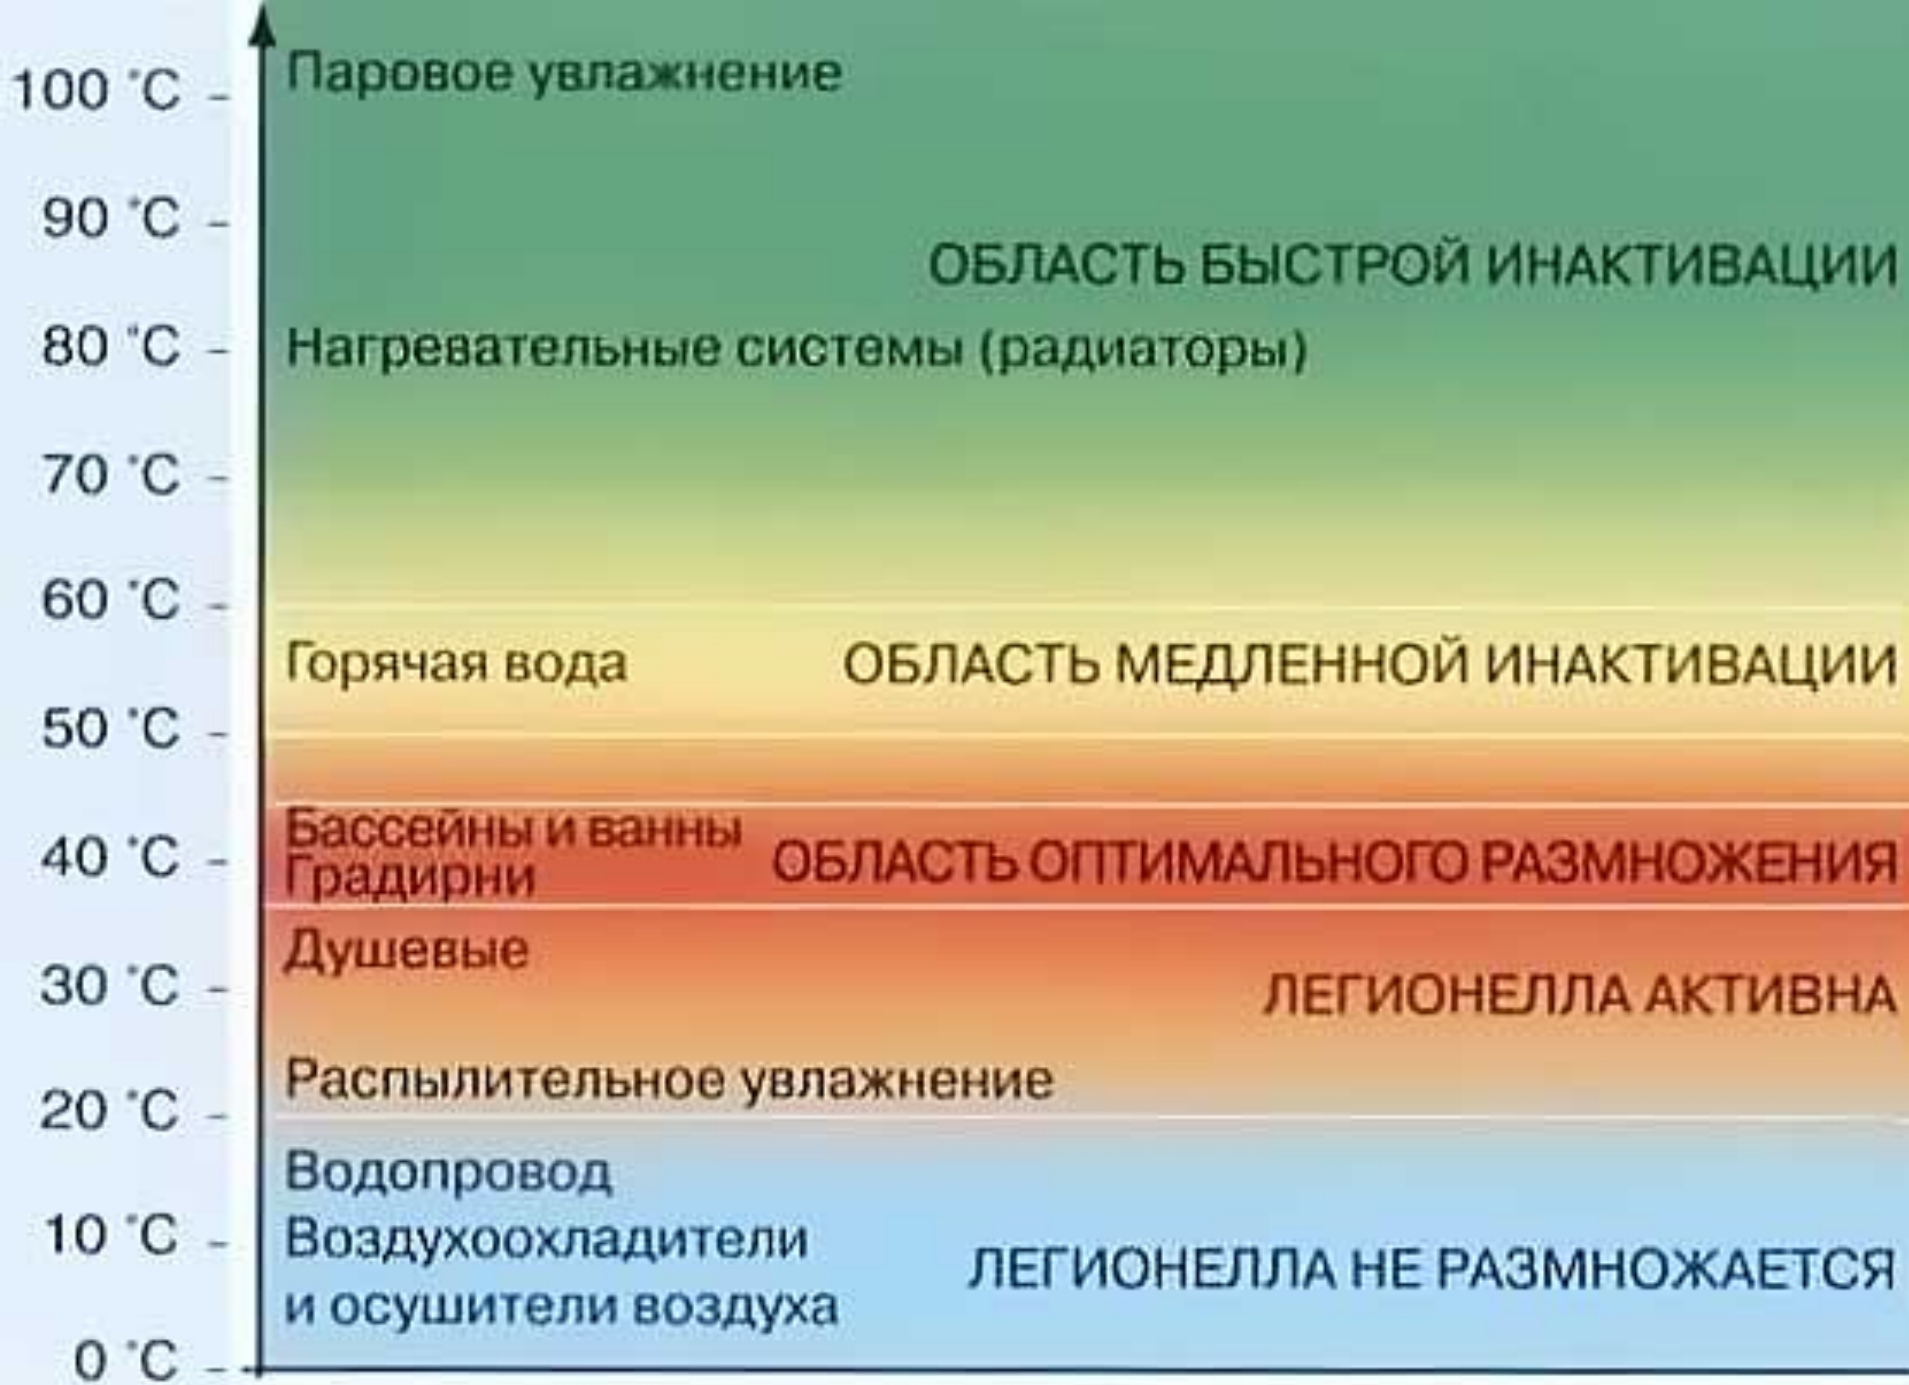 100 °C
Паровое увлажнение
90 °C
ОБЛАСТЬ БЫСТРОЙ ИНАКТИВАЦИИ
80 °C
Нагревательные системы (радиаторы)
70 °C
60 °C
Горячая вода
ОБЛАСТЬ МЕДЛЕННОЙ ИНАКТИВАЦИИ
50 °C
Бассейны и ванны
Градирни
40 °C
ОБЛАСТЬ ОПТИМАЛЬНОГО РАЗМНОЖЕНИЯ
Душевые
30 °C
ЛЕГИОНЕЛЛА АКТИВНА
Распылительное увлажнение
20 °C
Водопровод
10 °C
Воздухоохладители
и осушители воздуха
ЛЕГИОНЕЛЛА НЕ РАЗМНОЖАЕТСЯ
0 °C